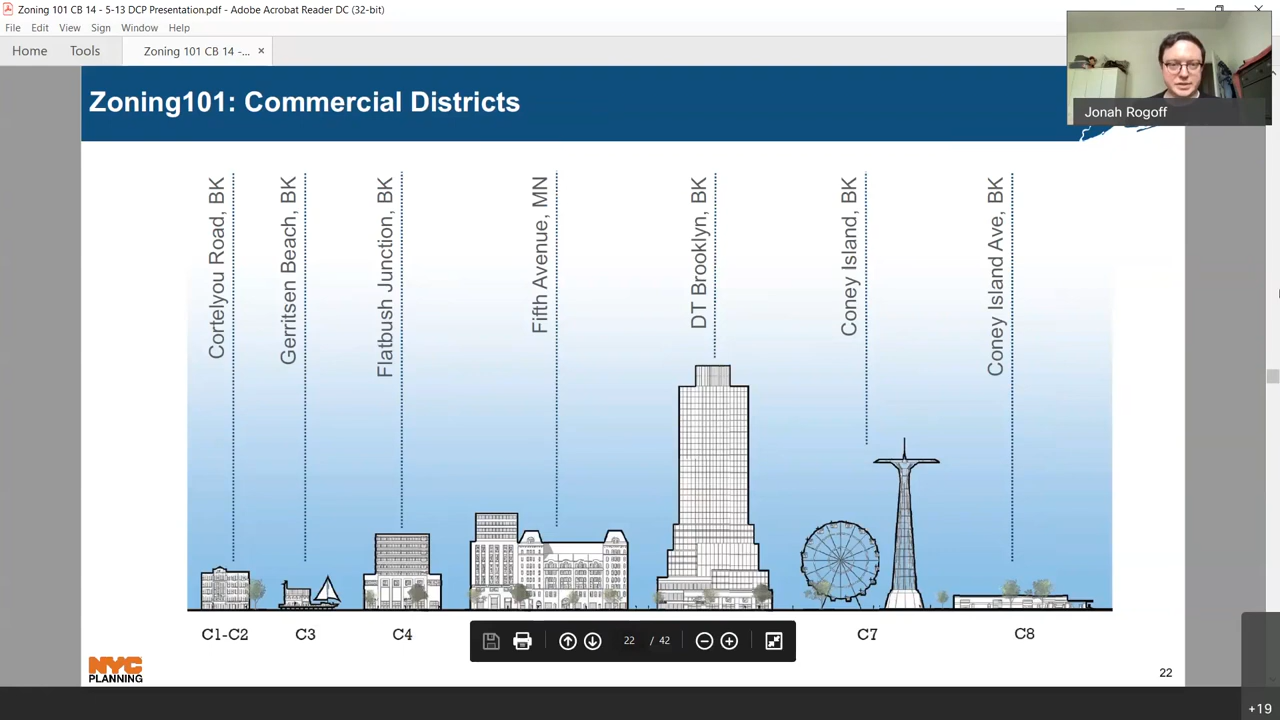 Zoning 101 CB 14 - 5-13 DCP Presentation.pdf - Adobe Acrobat Reader DC (32-bit)
File Edit View Sign Window Help
Home Tools Zoning 101 CB 14 -... ×
Jonah Rogoff
Zoning101: Commercial Districts
Cortelyou Road, BK
Gerritsen Beach, BK
Flatbush Junction, BK
Fifth Avenue, MN
DT Brooklyn, BK
Coney Island, BK
Coney Island Ave, BK
C1-C2 C3 C4 C7 C8
22 / 42
NYC
PLANNING
22
+19